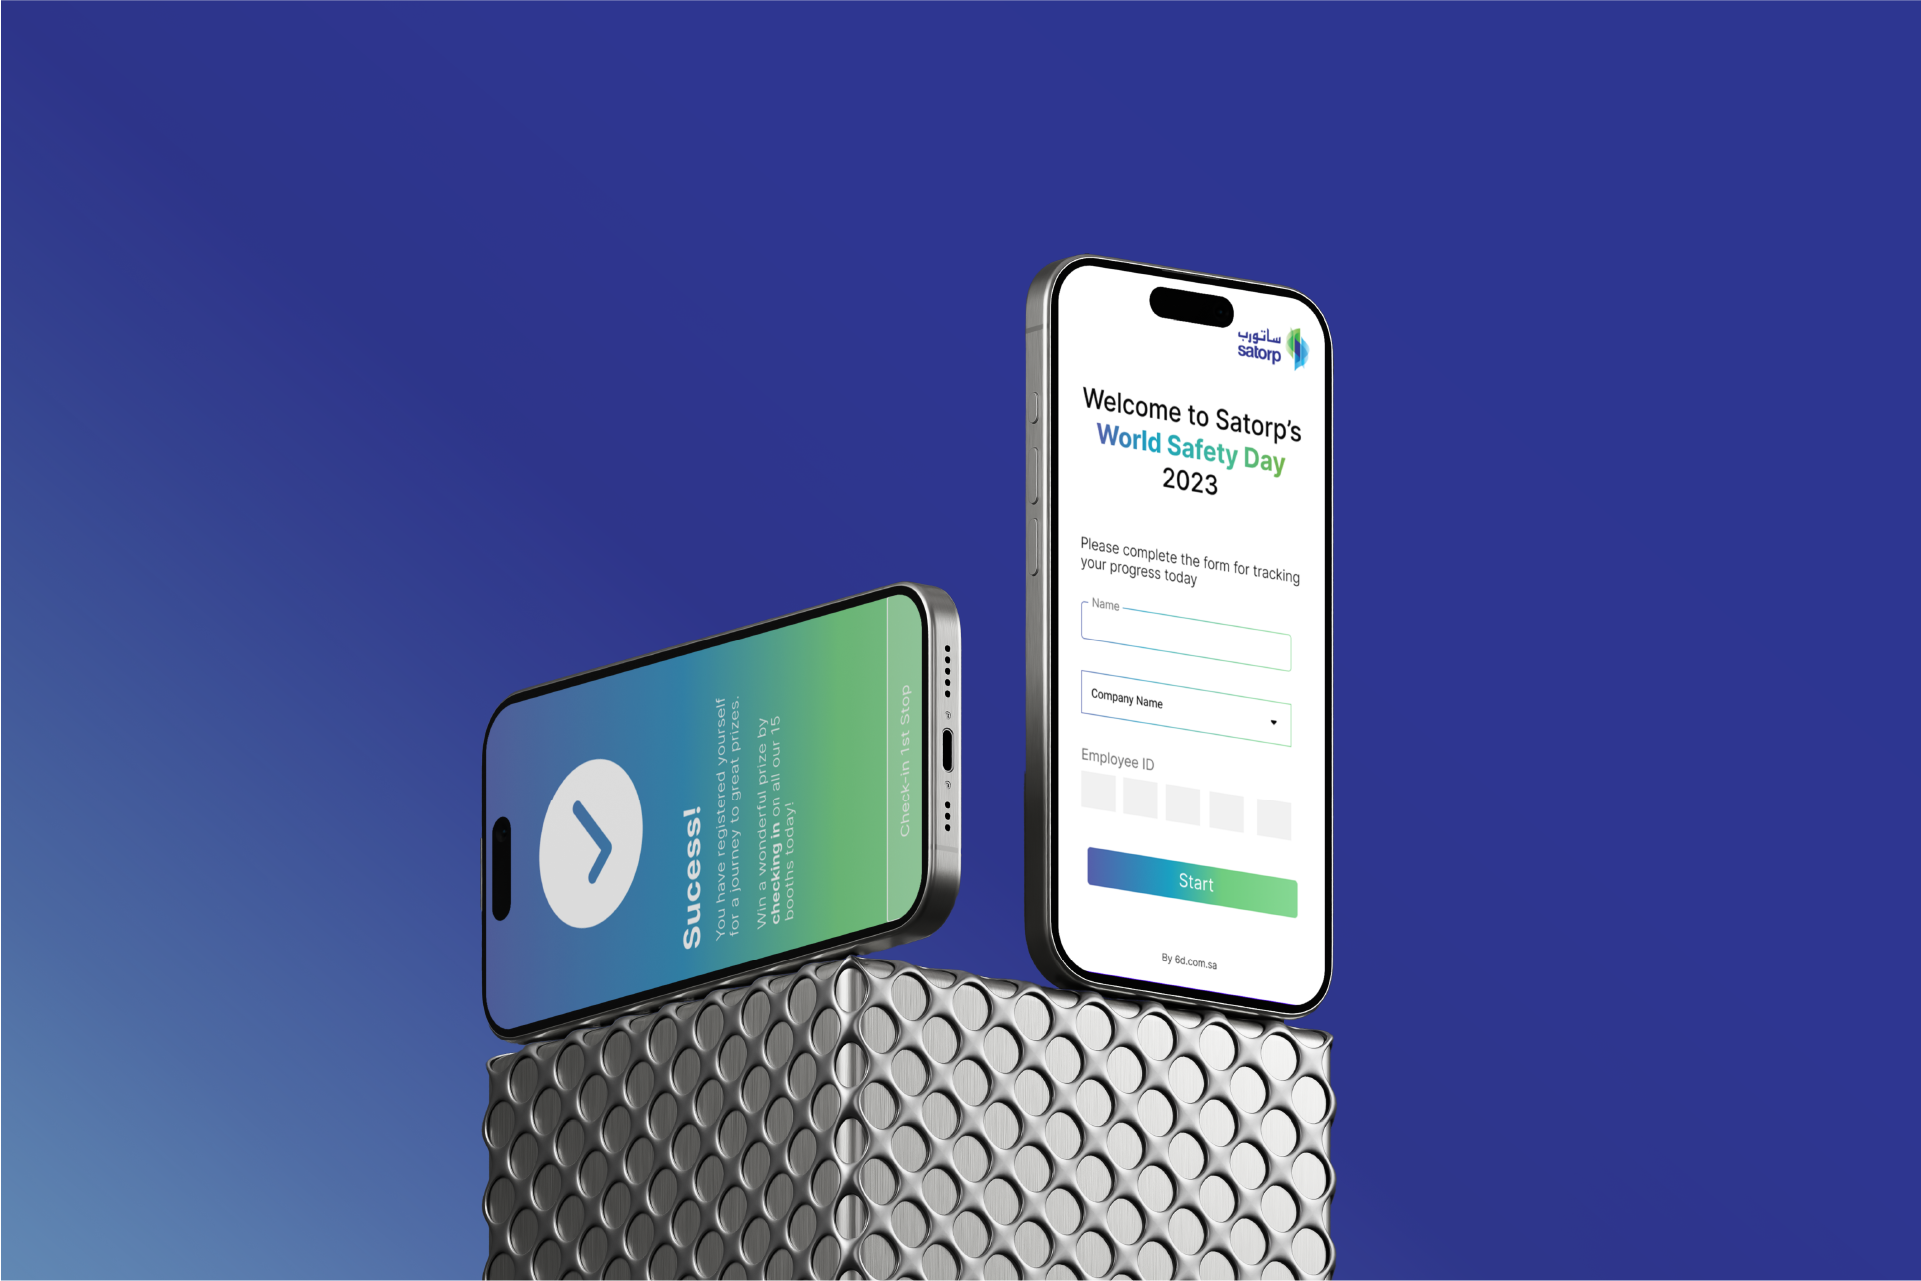 ساتورب
satorp
Welcome to Satorp’s
World Safety Day
2023
Please complete the form for tracking
your progress today
Name
Company Name
Employee ID
Start
By 6d.com.sa
Sucess!
You have registered yourself
for a journey to great prizes.
Win a wonderful prize by
checking in on all our 15
booths today!
Check-in 1st Stop